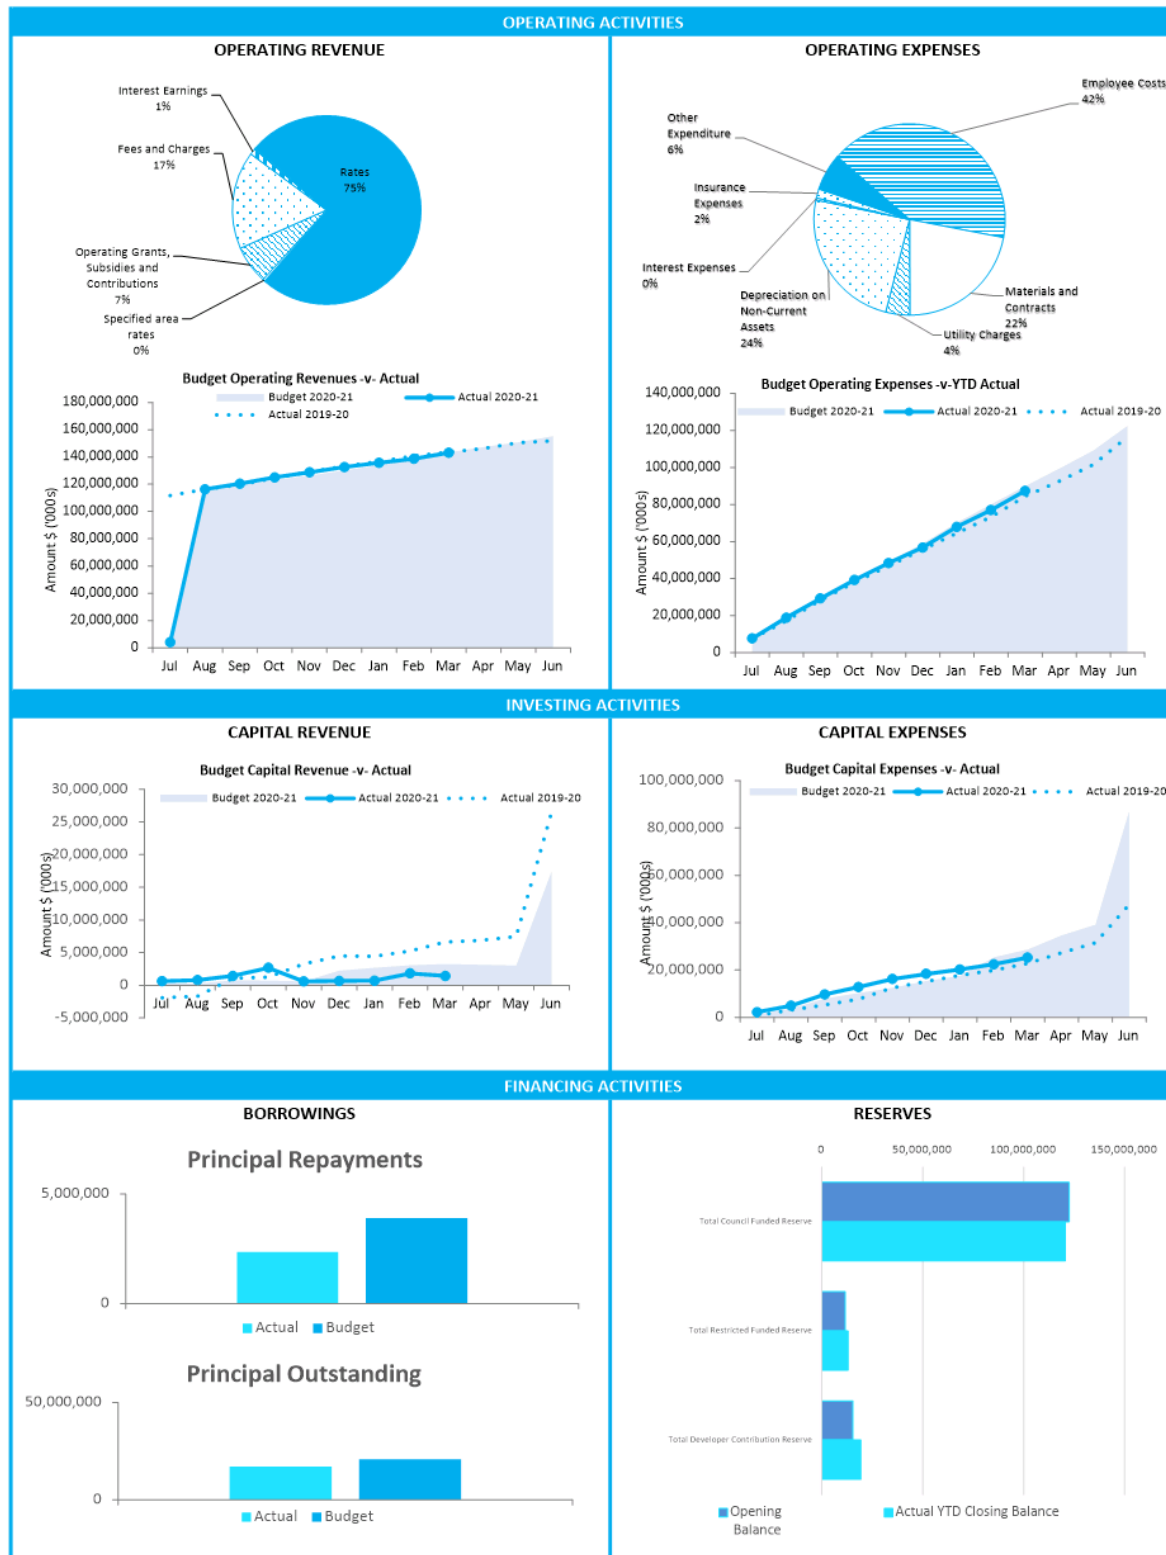 OPERATING ACTIVITIES
OPERATING REVENUE
Interest Earnings
1%
Fees and Charges
17%
Rates
75%
Operating Grants,
Subsidies and
Contributions
7%
Specified area
rates
0%
Budget Operating Revenues -v- Actual
Budget 2020-21
Actual 2020-21
Actual 2019-20
Amount $ ('000s)
180,000,000
160,000,000
140,000,000
120,000,000
100,000,000
80,000,000
60,000,000
40,000,000
20,000,000
0
Jul Aug Sep Oct Nov Dec Jan Feb Mar Apr May Jun
OPERATING EXPENSES
Employee Costs
42%
Other
Expenditure
6%
Insurance
Expenses
2%
Interest Expenses
0%
Depreciation on
Non-Current
Assets
24%
Materials and
Contracts
22%
Utility Charges
4%
Budget Operating Expenses -v-YTD Actual
Budget 2020-21
Actual 2020-21
Actual 2019-20
Amount $ ('000s)
140,000,000
120,000,000
100,000,000
80,000,000
60,000,000
40,000,000
20,000,000
0
Jul Aug Sep Oct Nov Dec Jan Feb Mar Apr May Jun
INVESTING ACTIVITIES
CAPITAL REVENUE
Budget Capital Revenue -v- Actual
Budget 2020-21
Actual 2020-21
Actual 2019-20
Amount $ ('000s)
30,000,000
25,000,000
20,000,000
15,000,000
10,000,000
5,000,000
0
-5,000,000
Jul Aug Sep Oct Nov Dec Jan Feb Mar Apr May Jun
CAPITAL EXPENSES
Budget Capital Expenses -v- Actual
Budget 2020-21
Actual 2020-21
Actual 2019-20
Amount $ ('000s)
100,000,000
80,000,000
60,000,000
40,000,000
20,000,000
0
Jul Aug Sep Oct Nov Dec Jan Feb Mar Apr May Jun
FINANCING ACTIVITIES
BORROWINGS
Principal Repayments
5,000,000
0
Actual Budget
Principal Outstanding
50,000,000
0
Actual Budget
RESERVES
0 50,000,000 100,000,000 150,000,000
Total Council Funded Reserve
Total Restricted Funded Reserve
Total Developer Contribution Reserve
Opening
Balance
Actual YTD Closing Balance